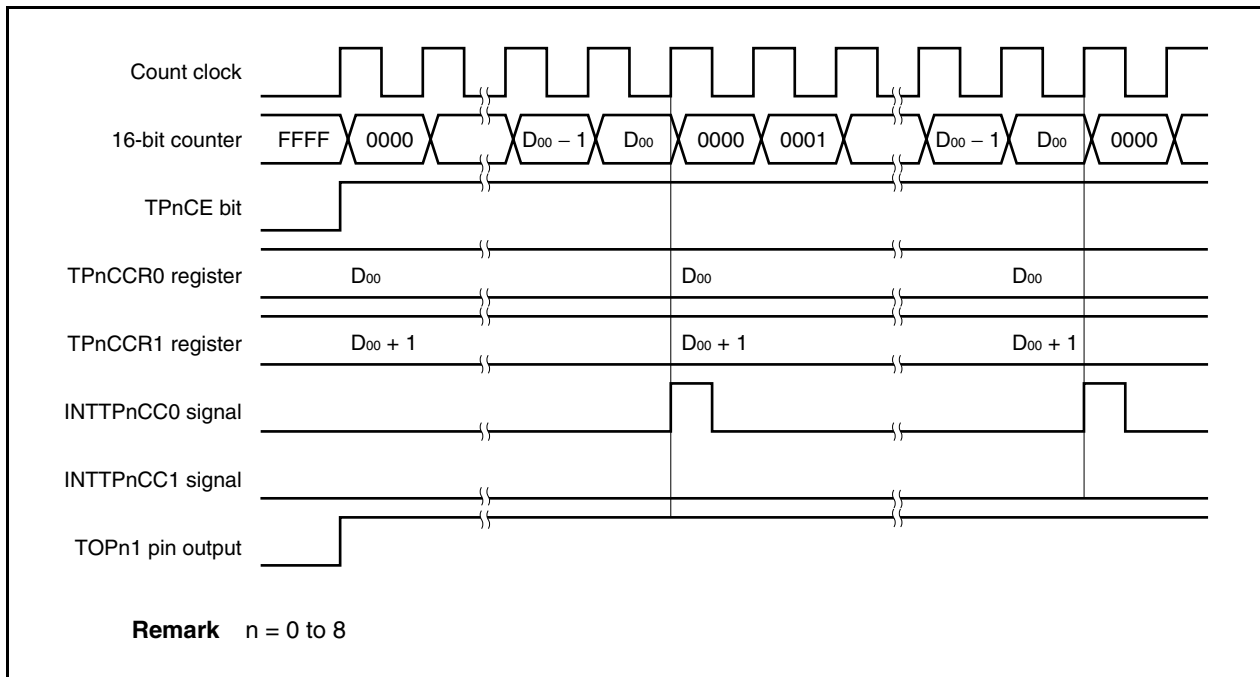 Count clock
16-bit counter FFFF 0000 D00 − 1 D00 0000 0001 D00 − 1 D00 0000
TPnCE bit
TPnCCR0 register D00 D00 D00
TPnCCR1 register D00 + 1 D00 + 1 D00 + 1
INTTPnCC0 signal
INTTPnCC1 signal
TOPn1 pin output
Remark n = 0 to 8